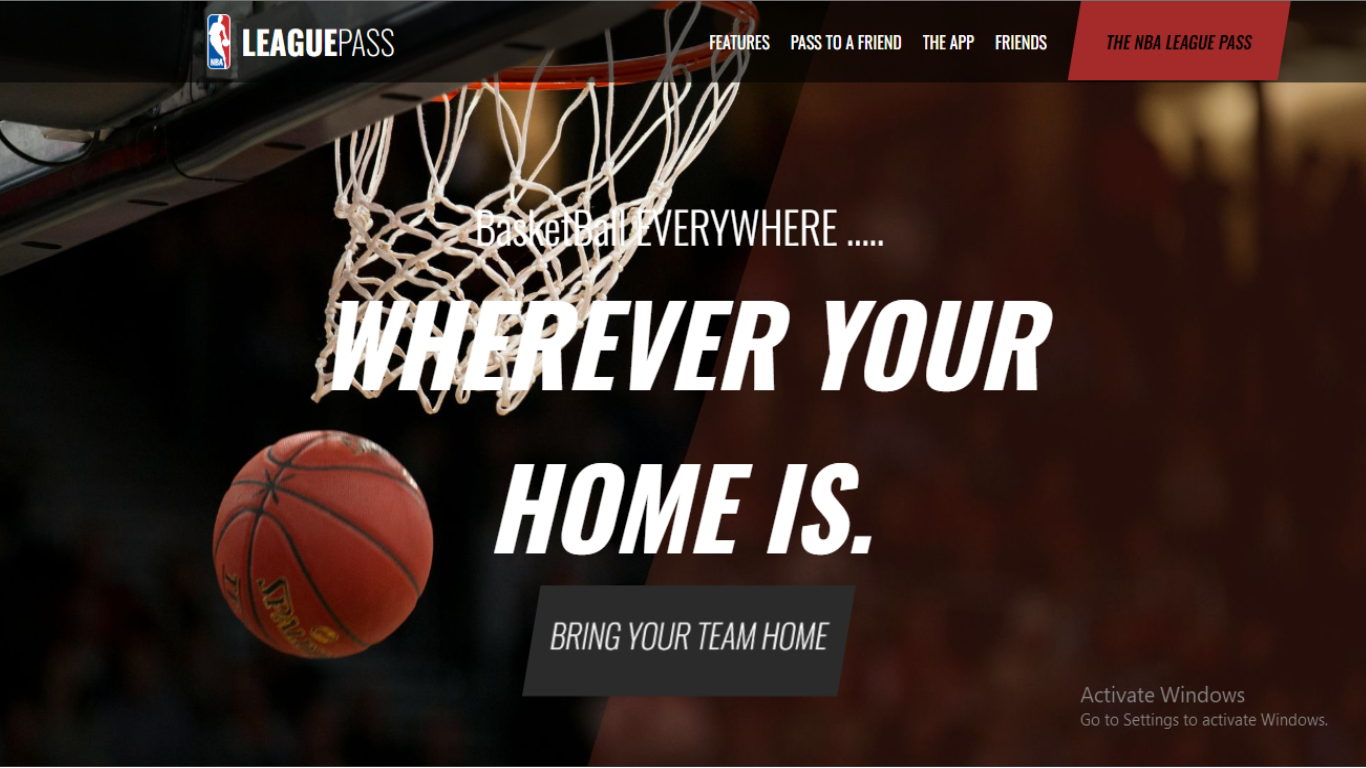 NBA
LEAGUEPASS
FEATURES PASS TO A FRIEND THE APP FRIENDS THE NBA LEAGUE PASS
BasketBall EVERYWHERE .....
WHEREVER YOUR
HOME IS.
BRING YOUR TEAM HOME
Activate Windows
Go to Settings to activate Windows.